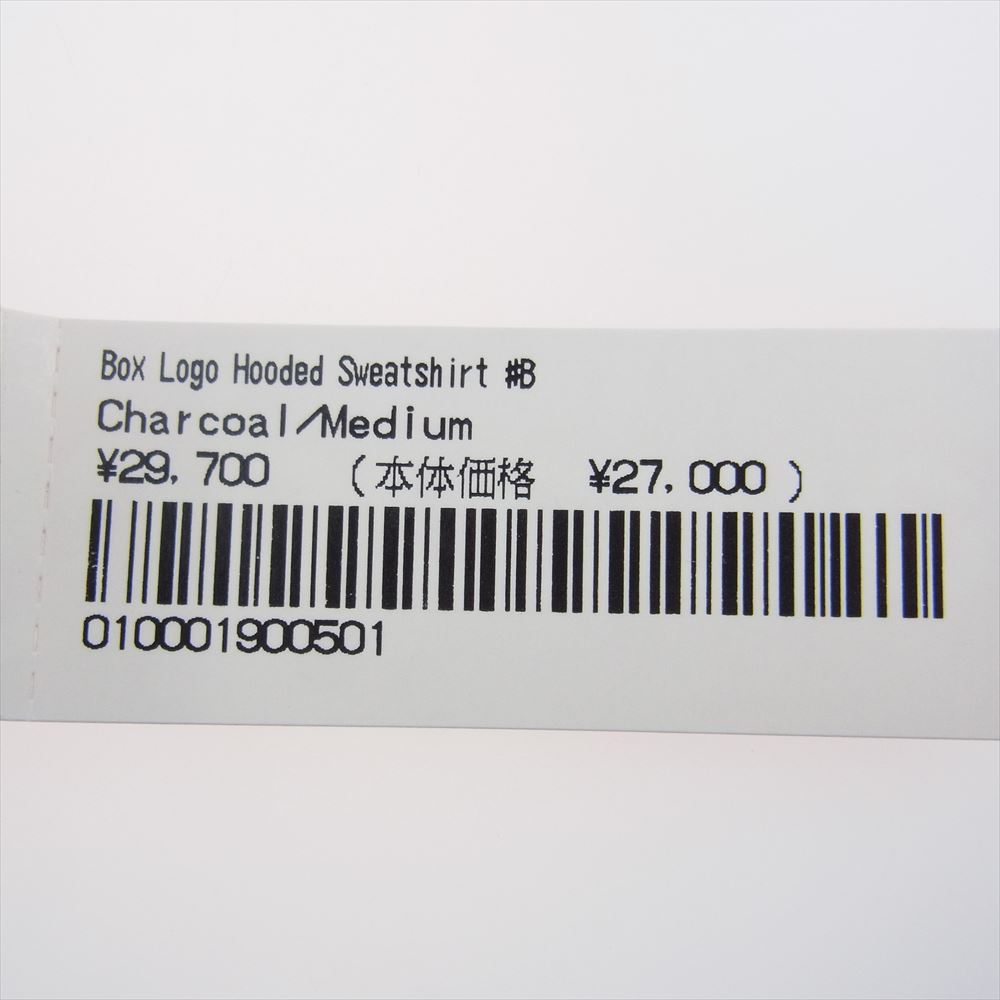 Box Logo Hooded Sweatshirt #B
Charcoal/Medium
¥29,700 (本体価格 ¥27,000)
010001900501